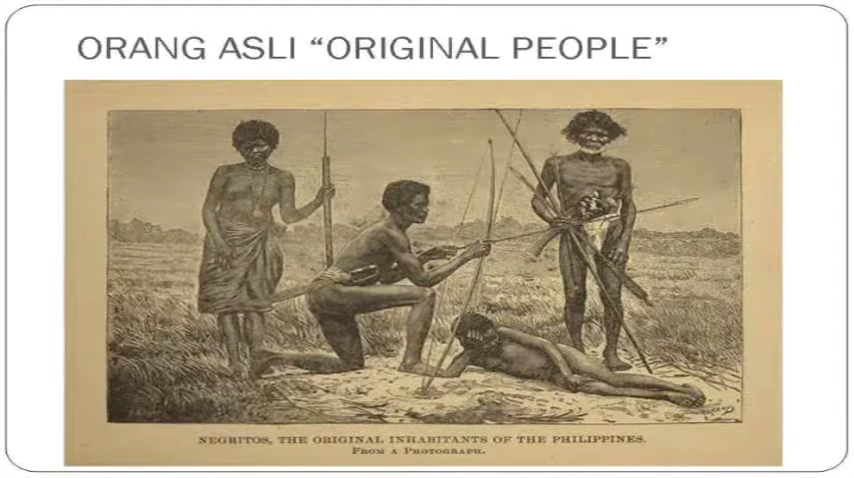 ORANG ASLI “ORIGINAL PEOPLE”
NEGRITOS, THE ORIGINAL INHABITANTS OF THE PHILIPPINES.
FROM A PHOTOGRAPH.